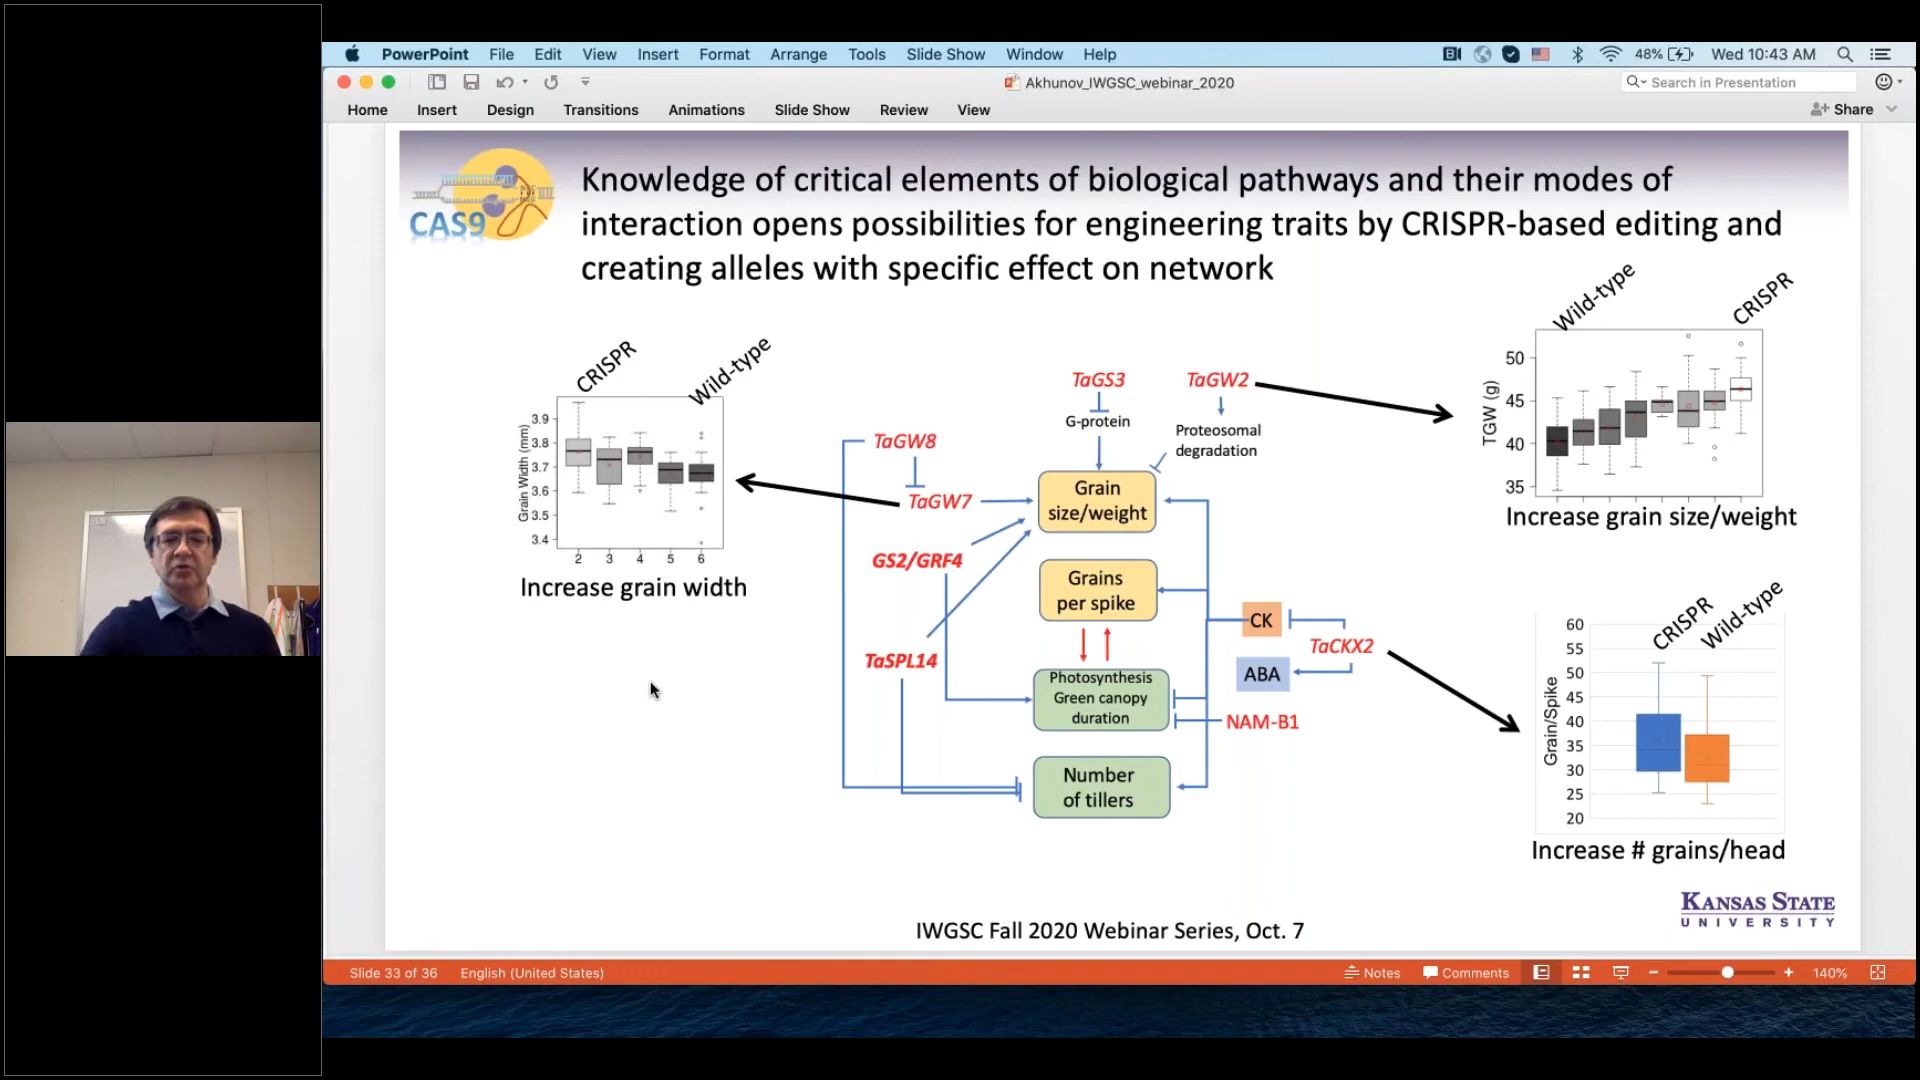 PowerPoint File Edit View Insert Format Arrange Tools Slide Show Window Help
48% Wed 10:43 AM
Akhunov_IWGSC_webinar_2020
Search in Presentation
Home Insert Design Transitions Animations Slide Show Review View
Share
CAS9
Knowledge of critical elements of biological pathways and their modes of
interaction opens possibilities for engineering traits by CRISPR-based editing and
creating alleles with specific effect on network
CRISPR
Wild-type
Grain Width (mm)
3.9
3.8
3.7
3.6
3.5
3.4
2 3 4 5 6
Increase grain width
TaGS3
TaGW2
G-protein
Proteosomal
degradation
TaGW8
TaGW7
GS2/GRF4
TaSPL14
Grain
size/weight
Grains
per spike
Photosynthesis
Green canopy
duration
Number
of tillers
CK
ABA
TaCKX2
NAM-B1
Wild-type
CRISPR
TGW (g)
50
45
40
35
Increase grain size/weight
CRISPR
Wild-type
Grain/Spike
60
55
50
45
40
35
30
25
20
Increase # grains/head
KANSAS STATE
UNIVERSITY
IWGSC Fall 2020 Webinar Series, Oct. 7
Slide 33 of 36 English (United States)
Notes Comments 140%